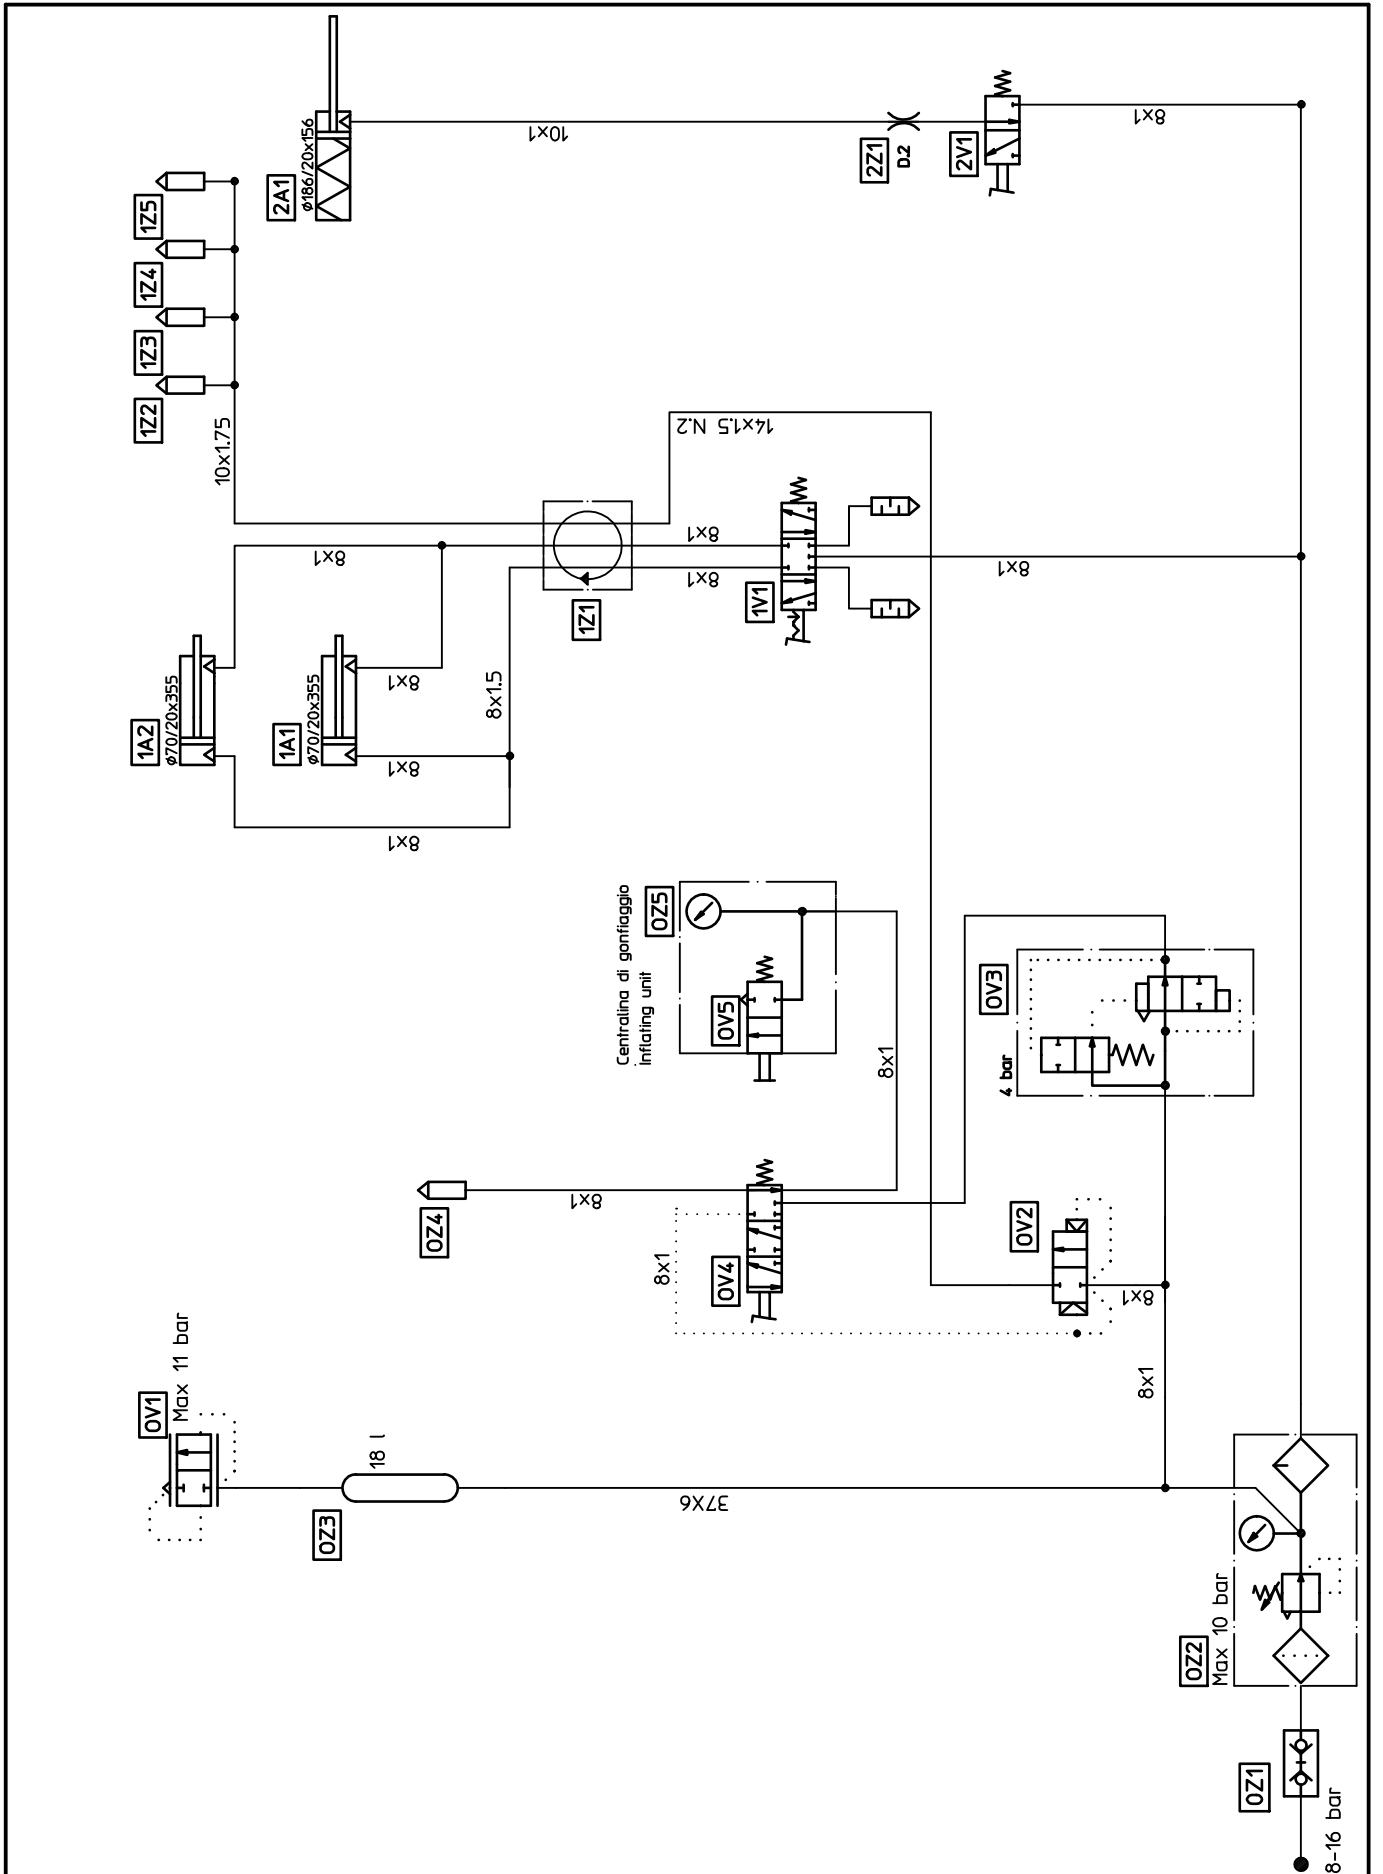 1Z5
1Z4
1Z3
1Z2
10x1.75
2A1
ø186/20x156
10x1
2Z1
D.2
2V1
8x1
14x1.5 N.2
8x1
8x1
8x1
1Z1
1V1
8x1
1A2
ø70/20x355
1A1
ø70/20x355
8x1
8x1
8x1.5
8x1
Centralina di gonfiaggio
Inflating unit
0Z5
0V5
8x1
0V3
4 bar
0Z4
8x1
8x1
0V4
0V2
8x1
8x1
0V1
Max 11 bar
18 l
0Z3
37X6
0Z2
Max 10 bar
0Z1
8-16 bar